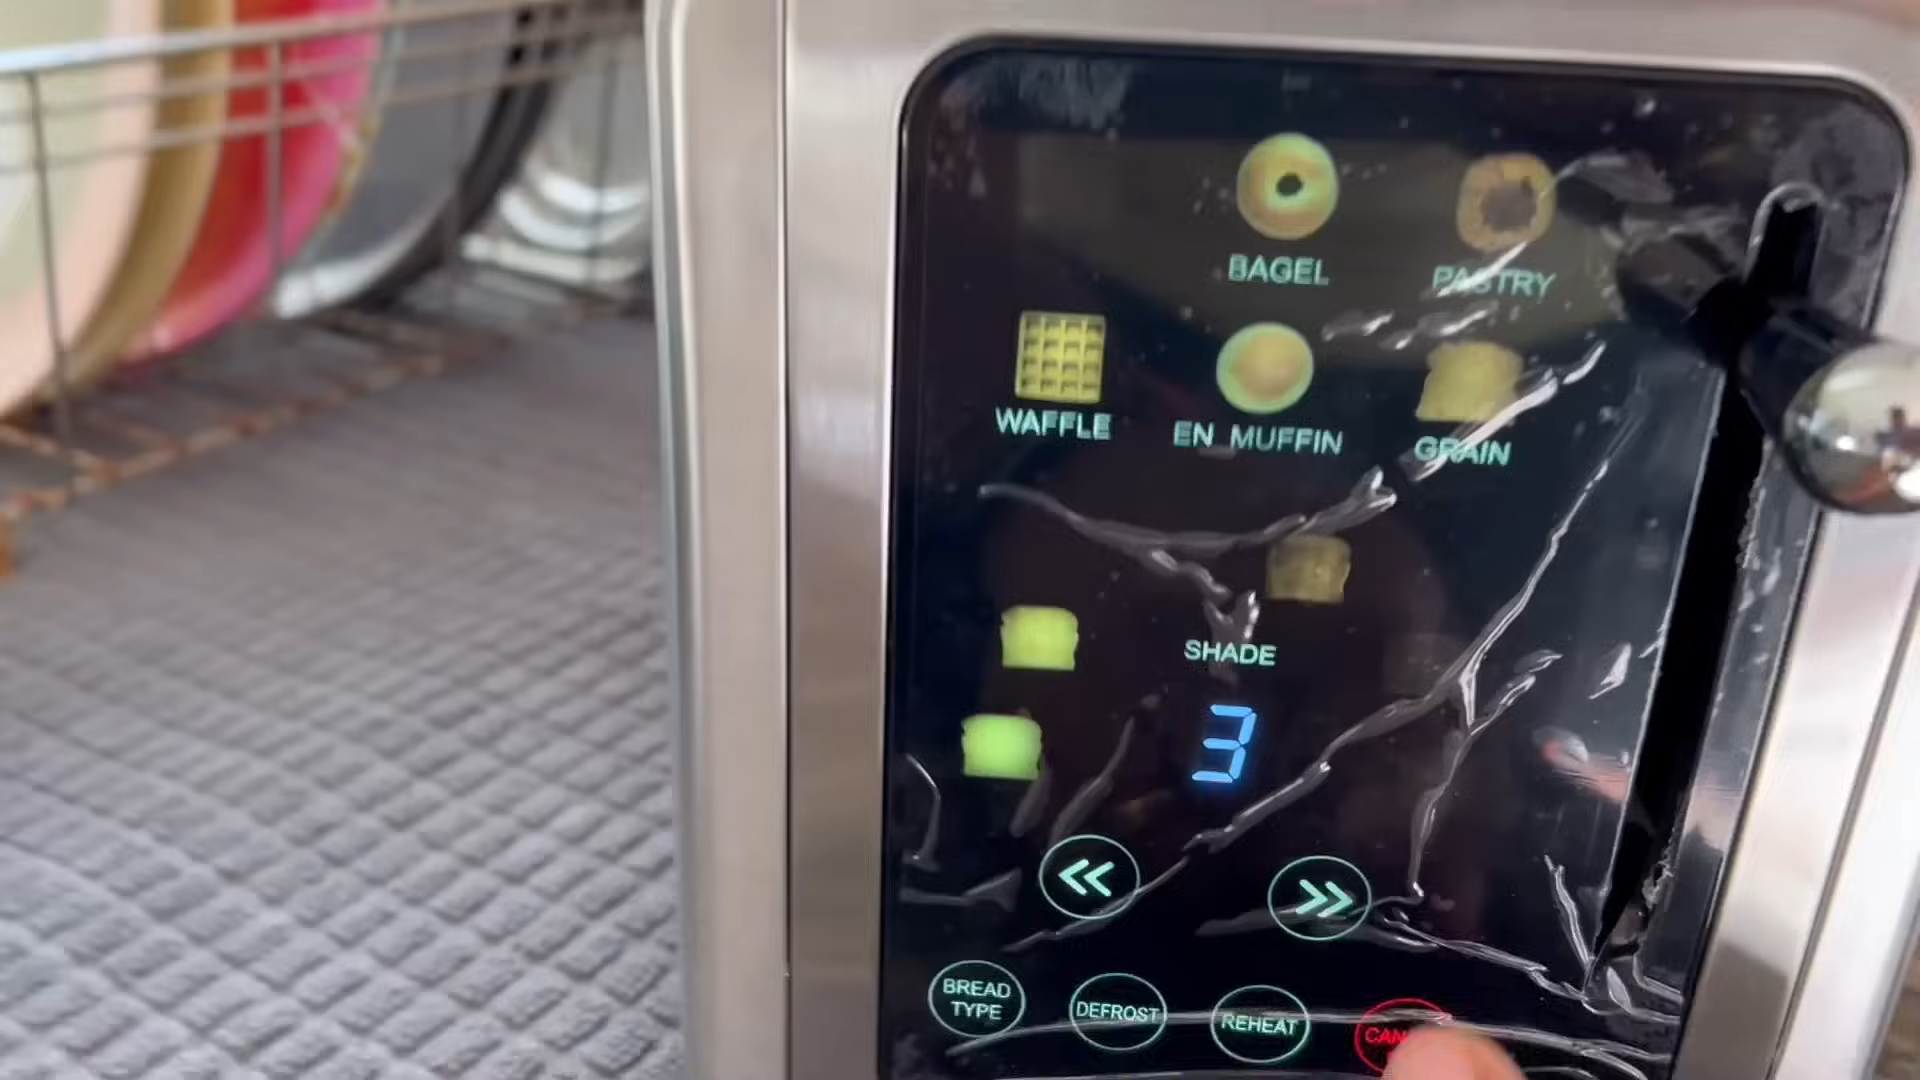 BAGEL
PASTRY
WAFFLE
EN MUFFIN
GRAIN
SHADE
3
BREAD
TYPE
DEFROST
REHEAT